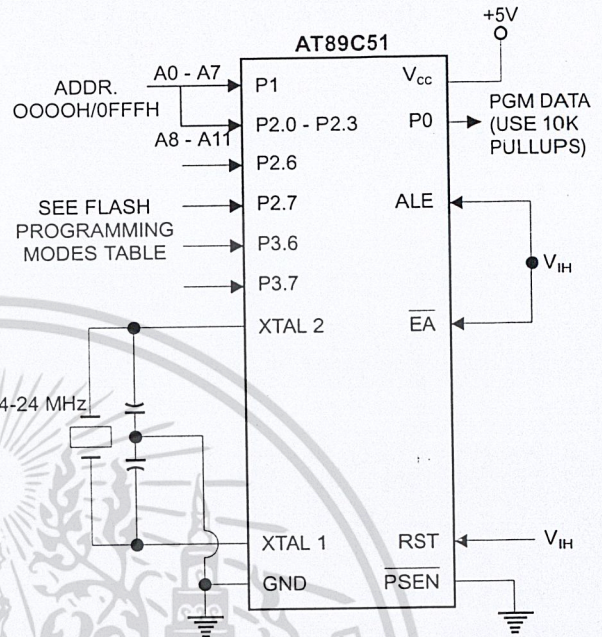 +5V
AT89C51
A0 - A7
ADDR.
OOOOH/0FFFH
P1
Vcc
P2.0 - P2.3
P0
PGM DATA
(USE 10K
PULLUPS)
A8 - A11
P2.6
SEE FLASH
PROGRAMMING
MODES TABLE
P2.7
ALE
P3.6
P3.7
VIH
XTAL 2
EA
4-24 MHz
XTAL 1
RST
VIH
GND
PSEN